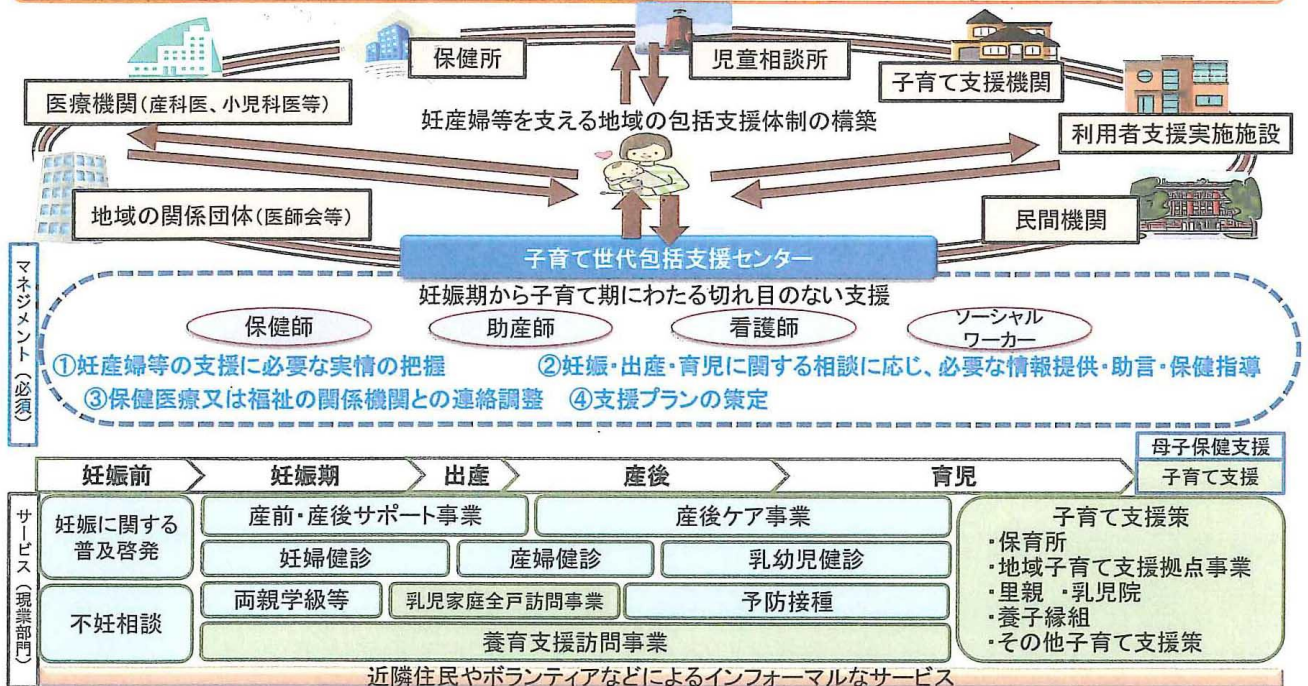 保健所
児童相談所
子育て支援機関
医療機関(産科医、小児科医等)
妊産婦等を支える地域の包括支援体制の構築
利用者支援実施施設
地域の関係団体(医師会等)
民間機関
子育て世代包括支援センター
マネジメント(必須)
妊娠期から子育て期にわたる切れ目のない支援
保健師
助産師
看護師
ソーシャル
ワーカー
①妊産婦等の支援に必要な実情の把握
②妊娠・出産・育児に関する相談に応じ、必要な情報提供・助言・保健指導
③保健医療又は福祉の関係機関との連絡調整
④支援プランの策定
母子保健支援
子育て支援
妊娠前
妊娠期
出産
産後
育児
サービス(現業部門)
妊娠に関する
普及啓発
産前・産後サポート事業
産後ケア事業
妊婦健診
産婦健診
乳幼児健診
不妊相談
両親学級等
乳児家庭全戸訪問事業
予防接種
養育支援訪問事業
子育て支援策
・保育所
・地域子育て支援拠点事業
・里親 ・乳児院
・養子縁組
・その他子育て支援策
近隣住民やボランティアなどによるインフォーマルなサービス